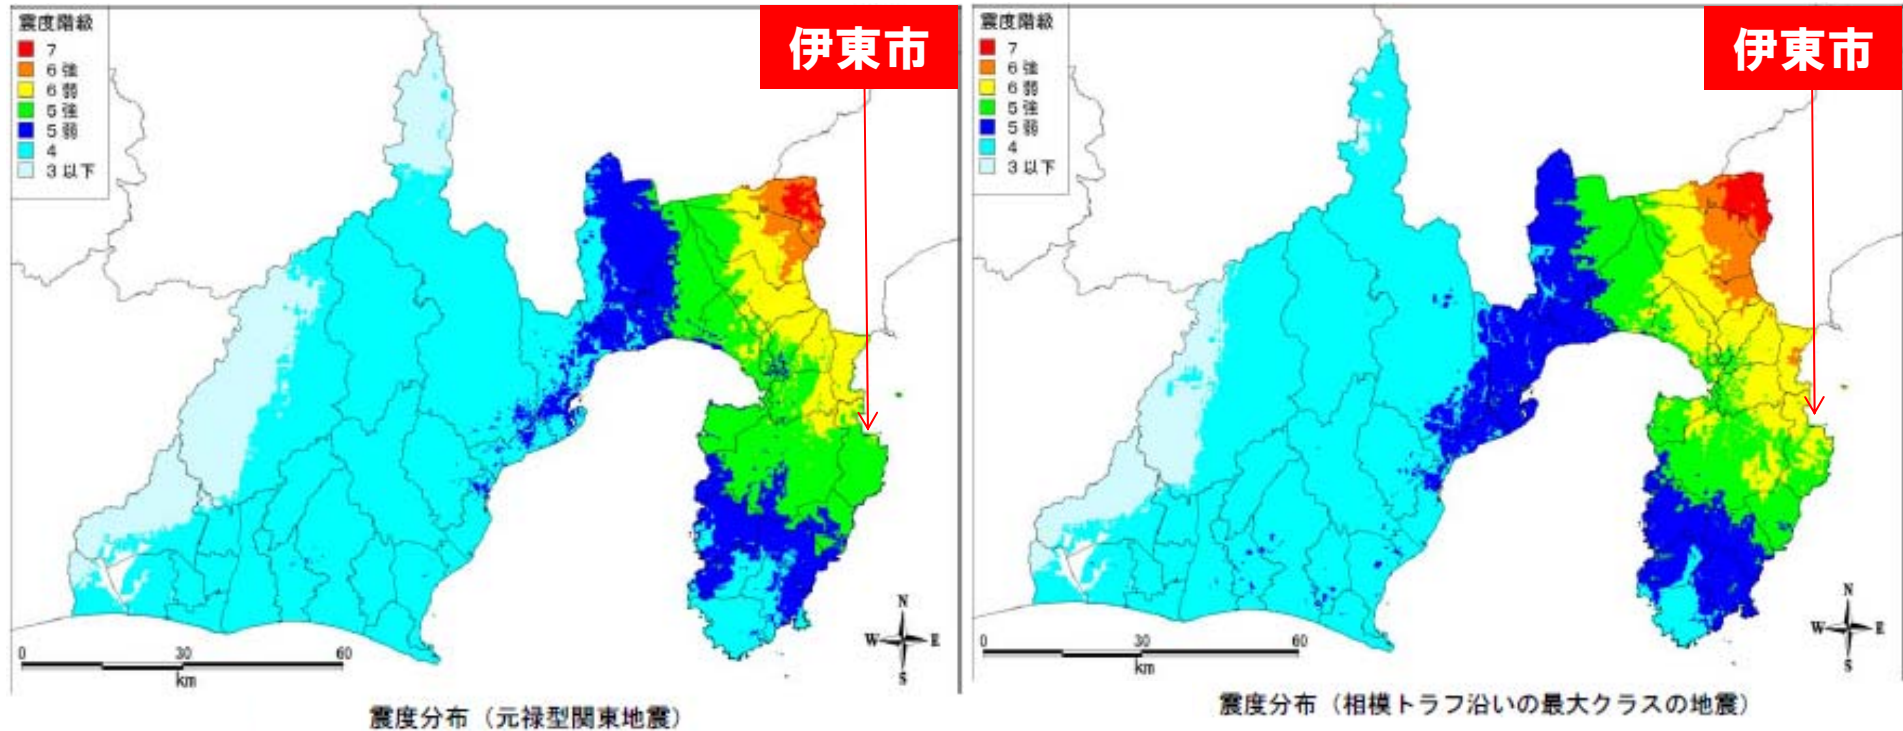 震度階級
7
6強
6弱
5強
5弱
4
3以下
伊東市
N
W E
S
0 30 60
km
震度分布（元禄型関東地震）
震度階級
7
6強
6弱
5強
5弱
4
3以下
伊東市
N
W E
S
0 30 60
km
震度分布（相模トラフ沿いの最大クラスの地震）